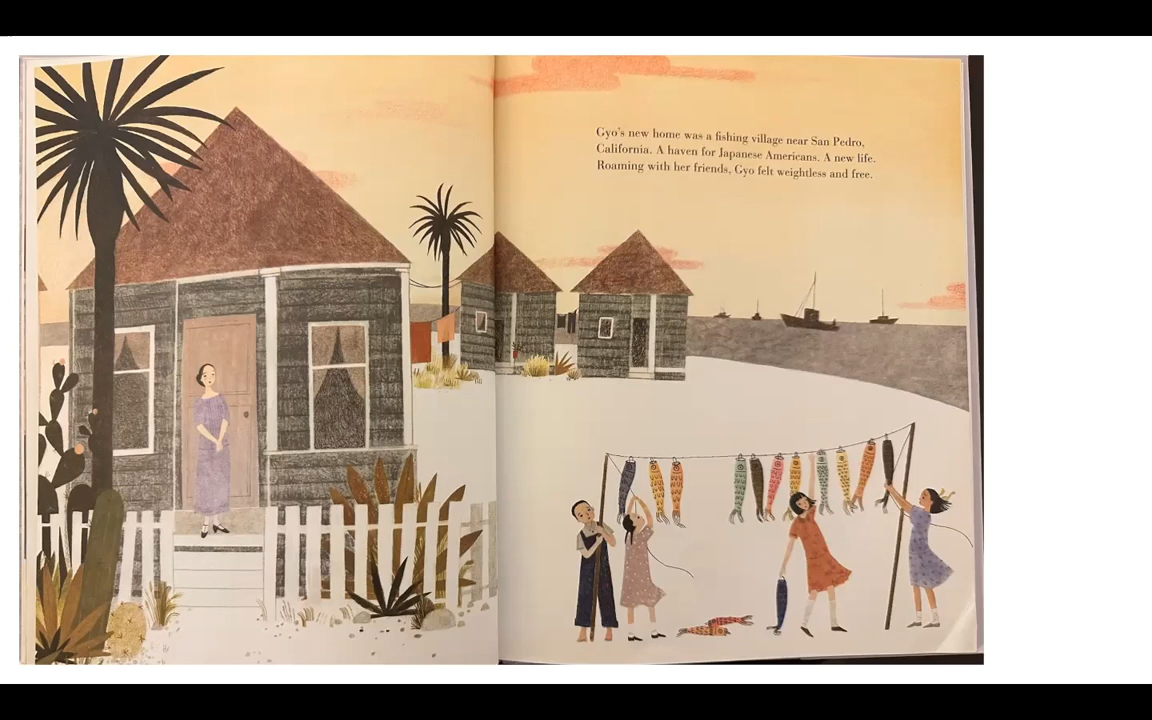 Gyo's new home was a fishing village near San Pedro,
California. A haven for Japanese Americans. A new life.
Roaming with her friends, Gyo felt weightless and free.